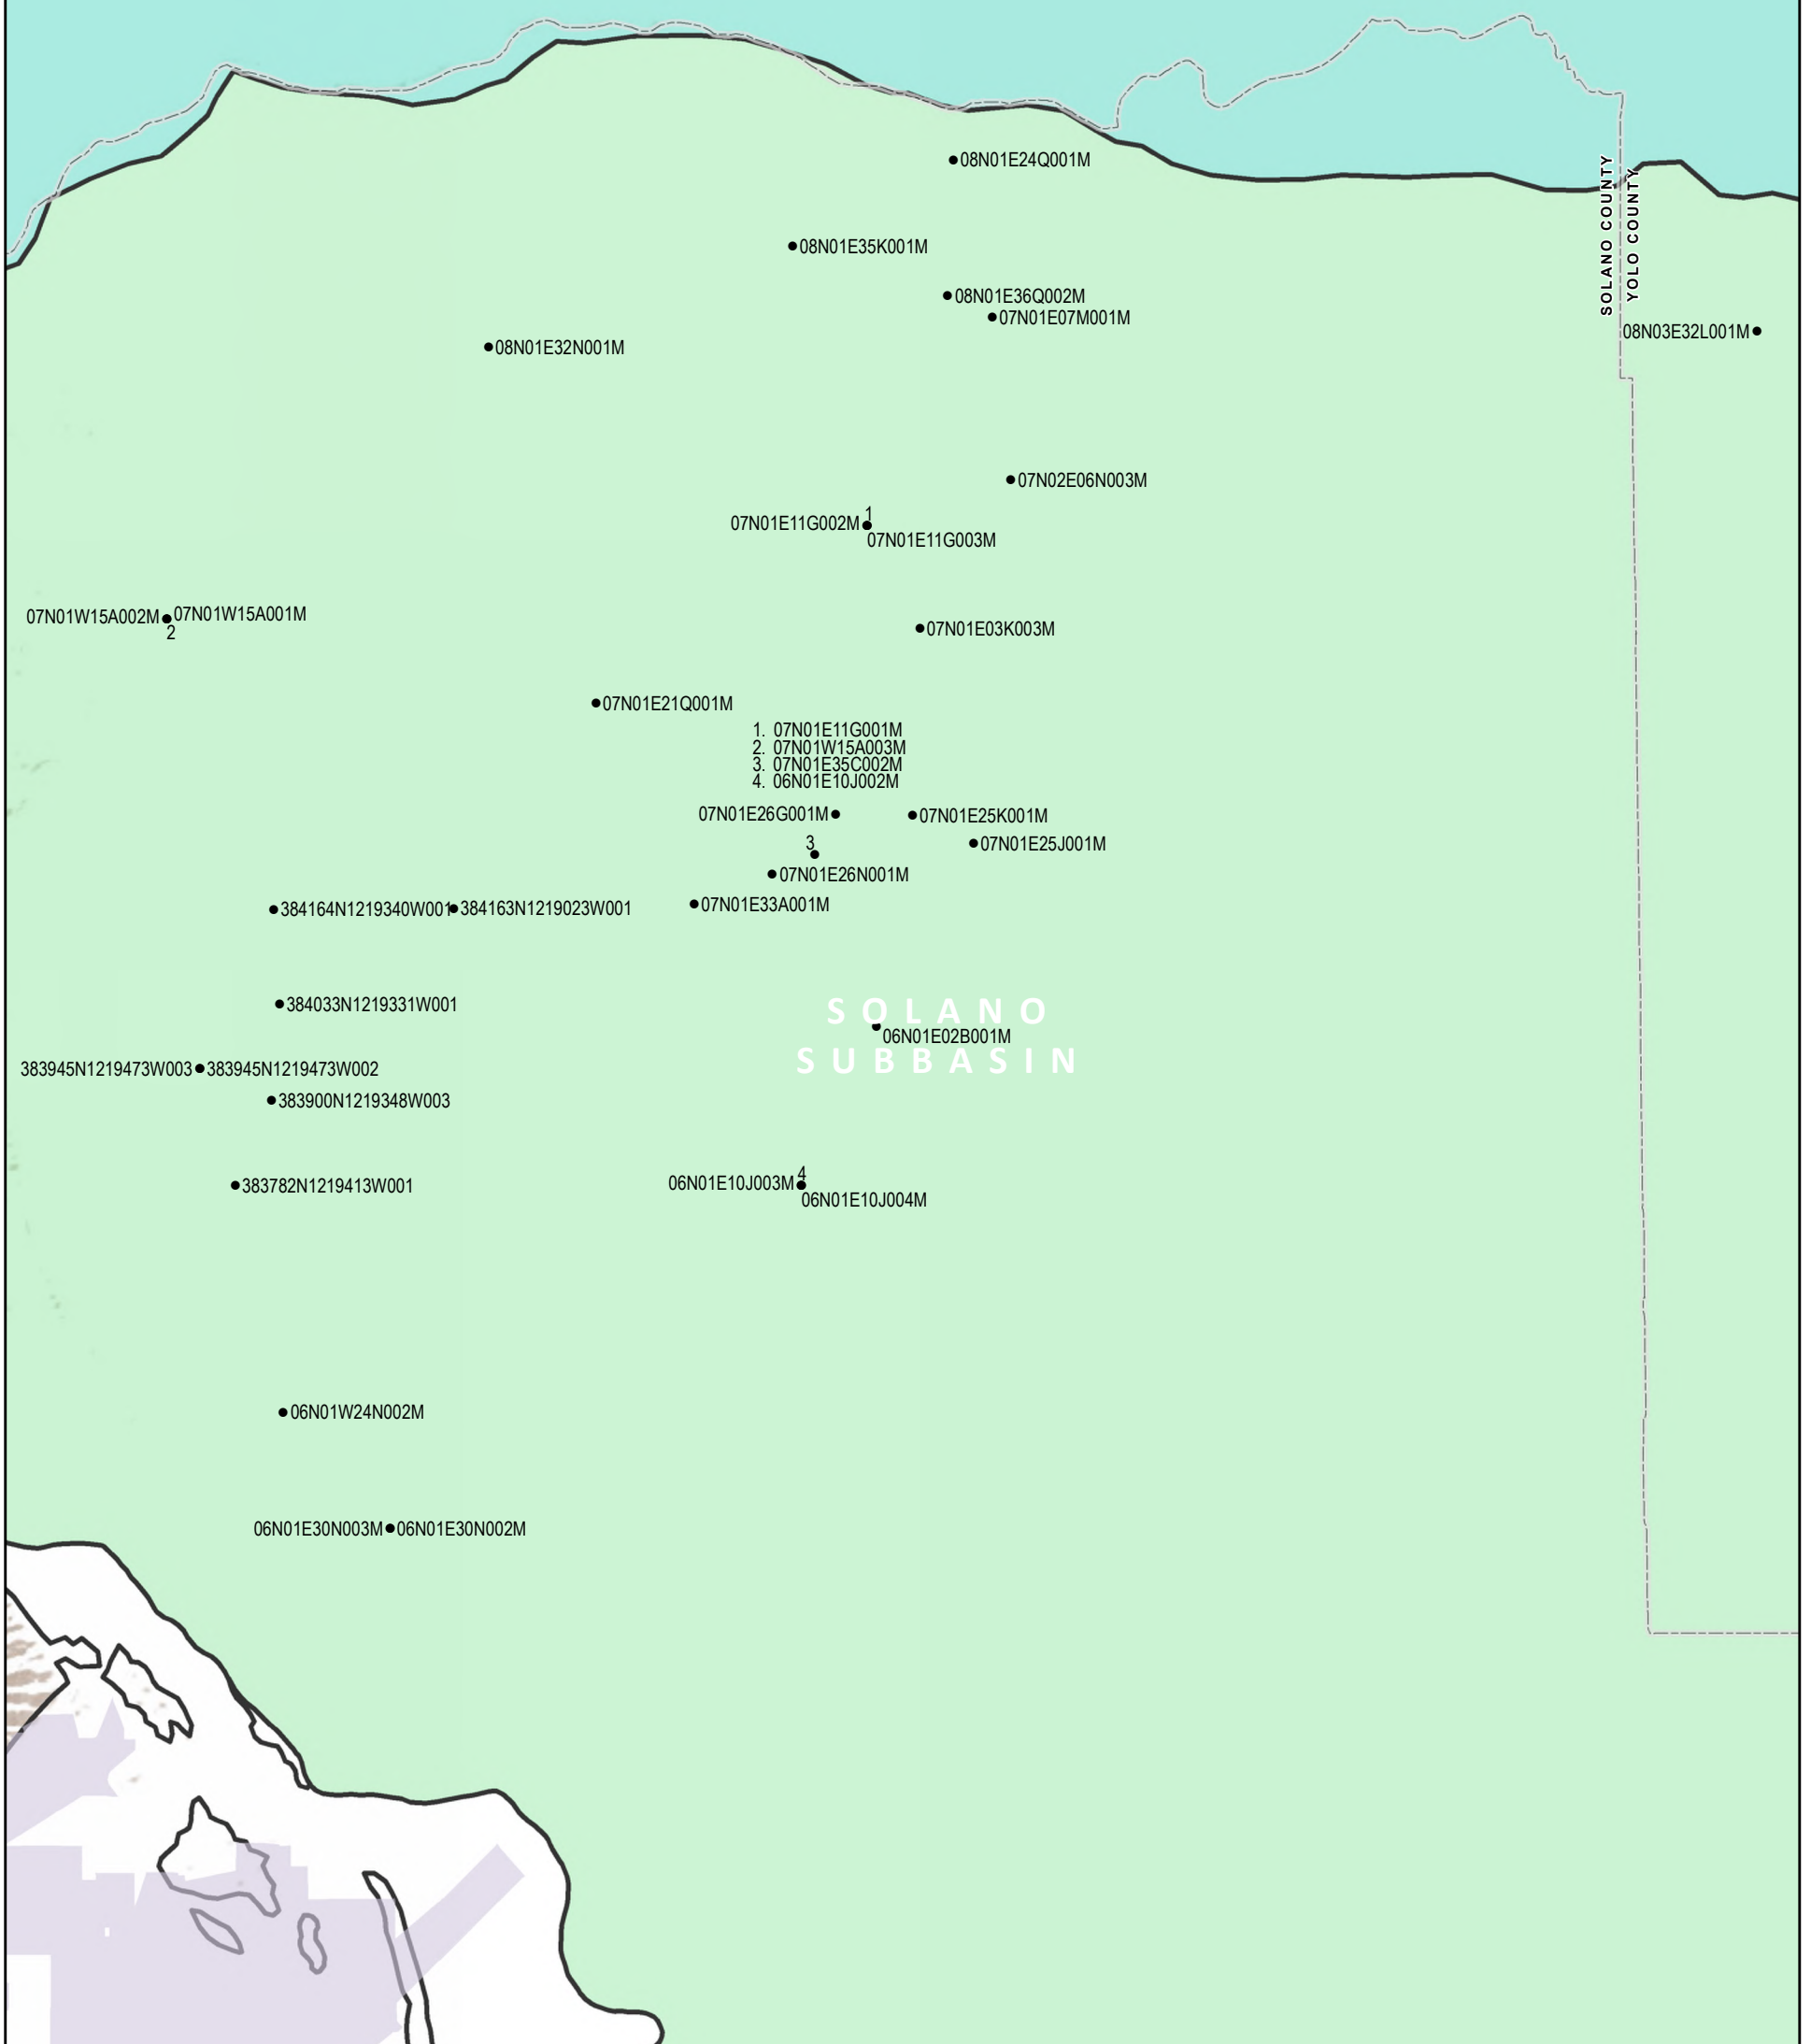 08N01E24Q001M
SOLANO COUNTY
YOLO COUNTY
08N01E35K001M
08N01E36Q002M
07N01E07M001M
08N03E32L001M
08N01E32N001M
07N02E06N003M
1
07N01E11G002M
07N01E11G003M
07N01W15A002M 07N01W15A001M
2
07N01E03K003M
07N01E21Q001M
1. 07N01E11G001M
2. 07N01W15A003M
3. 07N01E35C002M
4. 06N01E10J002M
07N01E26G001M
07N01E25K001M
3
07N01E25J001M
07N01E26N001M
07N01E33A001M
384164N1219340W001
384163N1219023W001
384033N1219331W001
SOLANO
06N01E02B001M
SUBBASIN
383945N1219473W003
383945N1219473W002
383900N1219348W003
4
06N01E10J003M
383782N1219413W001
06N01E10J004M
06N01W24N002M
06N01E30N003M
06N01E30N002M